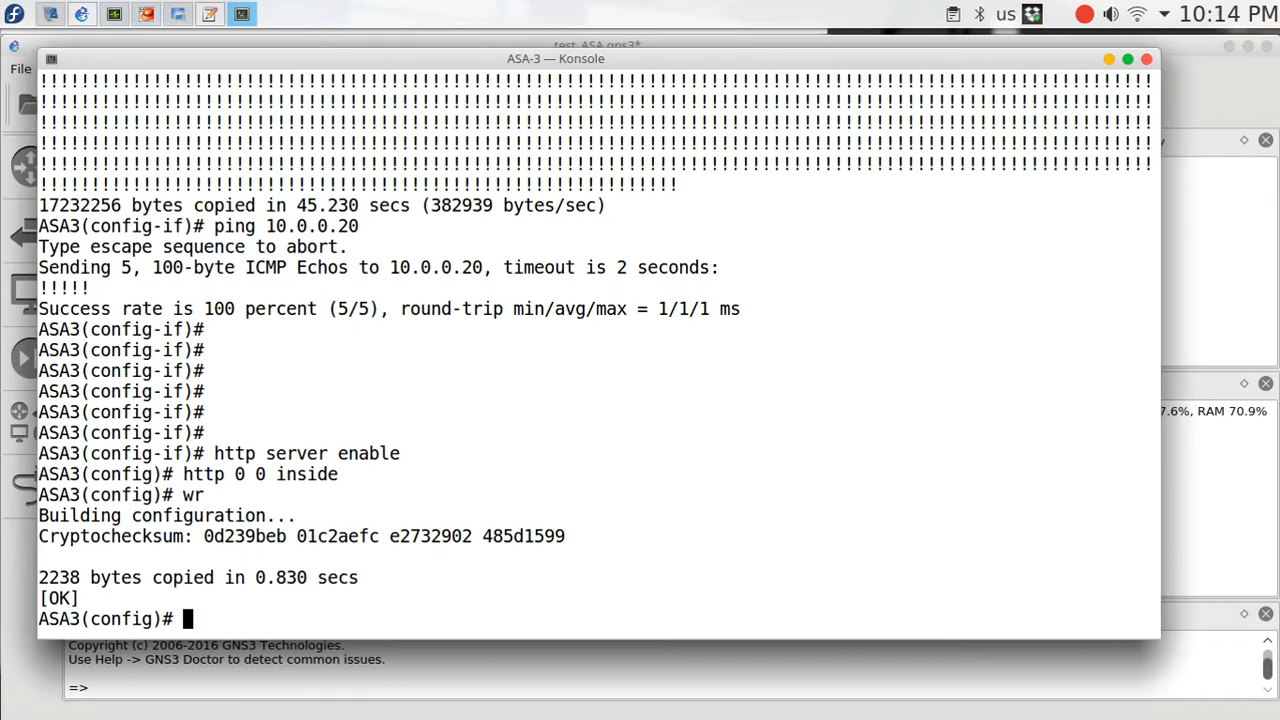 us
10:14 PM
test_ASA.gns3*
File
ASA-3 — Konsole
!!!!!!!!!!!!!!!!!!!!!!!!!!!!!!!!!!!!!!!!!!!!!!!!!!!!!!!!!!!!!!!!!!!!!!!!!!!!!!!!!!!!!!!!!!!!!!!!!!!!!!!!!!!!
!!!!!!!!!!!!!!!!!!!!!!!!!!!!!!!!!!!!!!!!!!!!!!!!!!!!!!!!!!!!!!!!!!!!!!!!!!!!!!!!!!!!!!!!!!!!!!!!!!!!!!!!!!!!
!!!!!!!!!!!!!!!!!!!!!!!!!!!!!!!!!!!!!!!!!!!!!!!!!!!!!!!!!!!!!!!!!!!!!!!!!!!!!!!!!!!!!!!!!!!!!!!!!!!!!!!!!!!!
!!!!!!!!!!!!!!!!!!!!!!!!!!!!!!!!!!!!!!!!!!!!!!!!!!!!!!!!!!!!!!!!!!!!!!!!!!!!!!!!!!!!!!!!!!!!!!!!!!!!!!!!!!!!
!!!!!!!!!!!!!!!!!!!!!!!!!!!!!!!!!!!!!!!!!!!!!!!!!!!!!!!!!!!!!!!!!!!!!!!!!!!!!!!!!!!!!!!!!!!!!!!!!!!!!!!!!!!!
!!!!!!!!!!!!!!!!!!!!!!!!!!!!!!!!!!!!!!!!!!!!!!!!!!!!!!!!!!!!!!
17232256 bytes copied in 45.230 secs (382939 bytes/sec)
ASA3(config-if)# ping 10.0.0.20
Type escape sequence to abort.
Sending 5, 100-byte ICMP Echos to 10.0.0.20, timeout is 2 seconds:
!!!!!
Success rate is 100 percent (5/5), round-trip min/avg/max = 1/1/1 ms
ASA3(config-if)#
ASA3(config-if)#
ASA3(config-if)#
ASA3(config-if)#
ASA3(config-if)#
ASA3(config-if)#
ASA3(config-if)# http server enable
ASA3(config)# http 0 0 inside
ASA3(config)# wr
Building configuration...
Cryptochecksum: 0d239beb 01c2aefc e2732902 485d1599
2238 bytes copied in 0.830 secs
[OK]
ASA3(config)#
7.6%, RAM 70.9%
Copyright (c) 2006-2016 GNS3 Technologies.
Use Help -> GNS3 Doctor to detect common issues.
=>